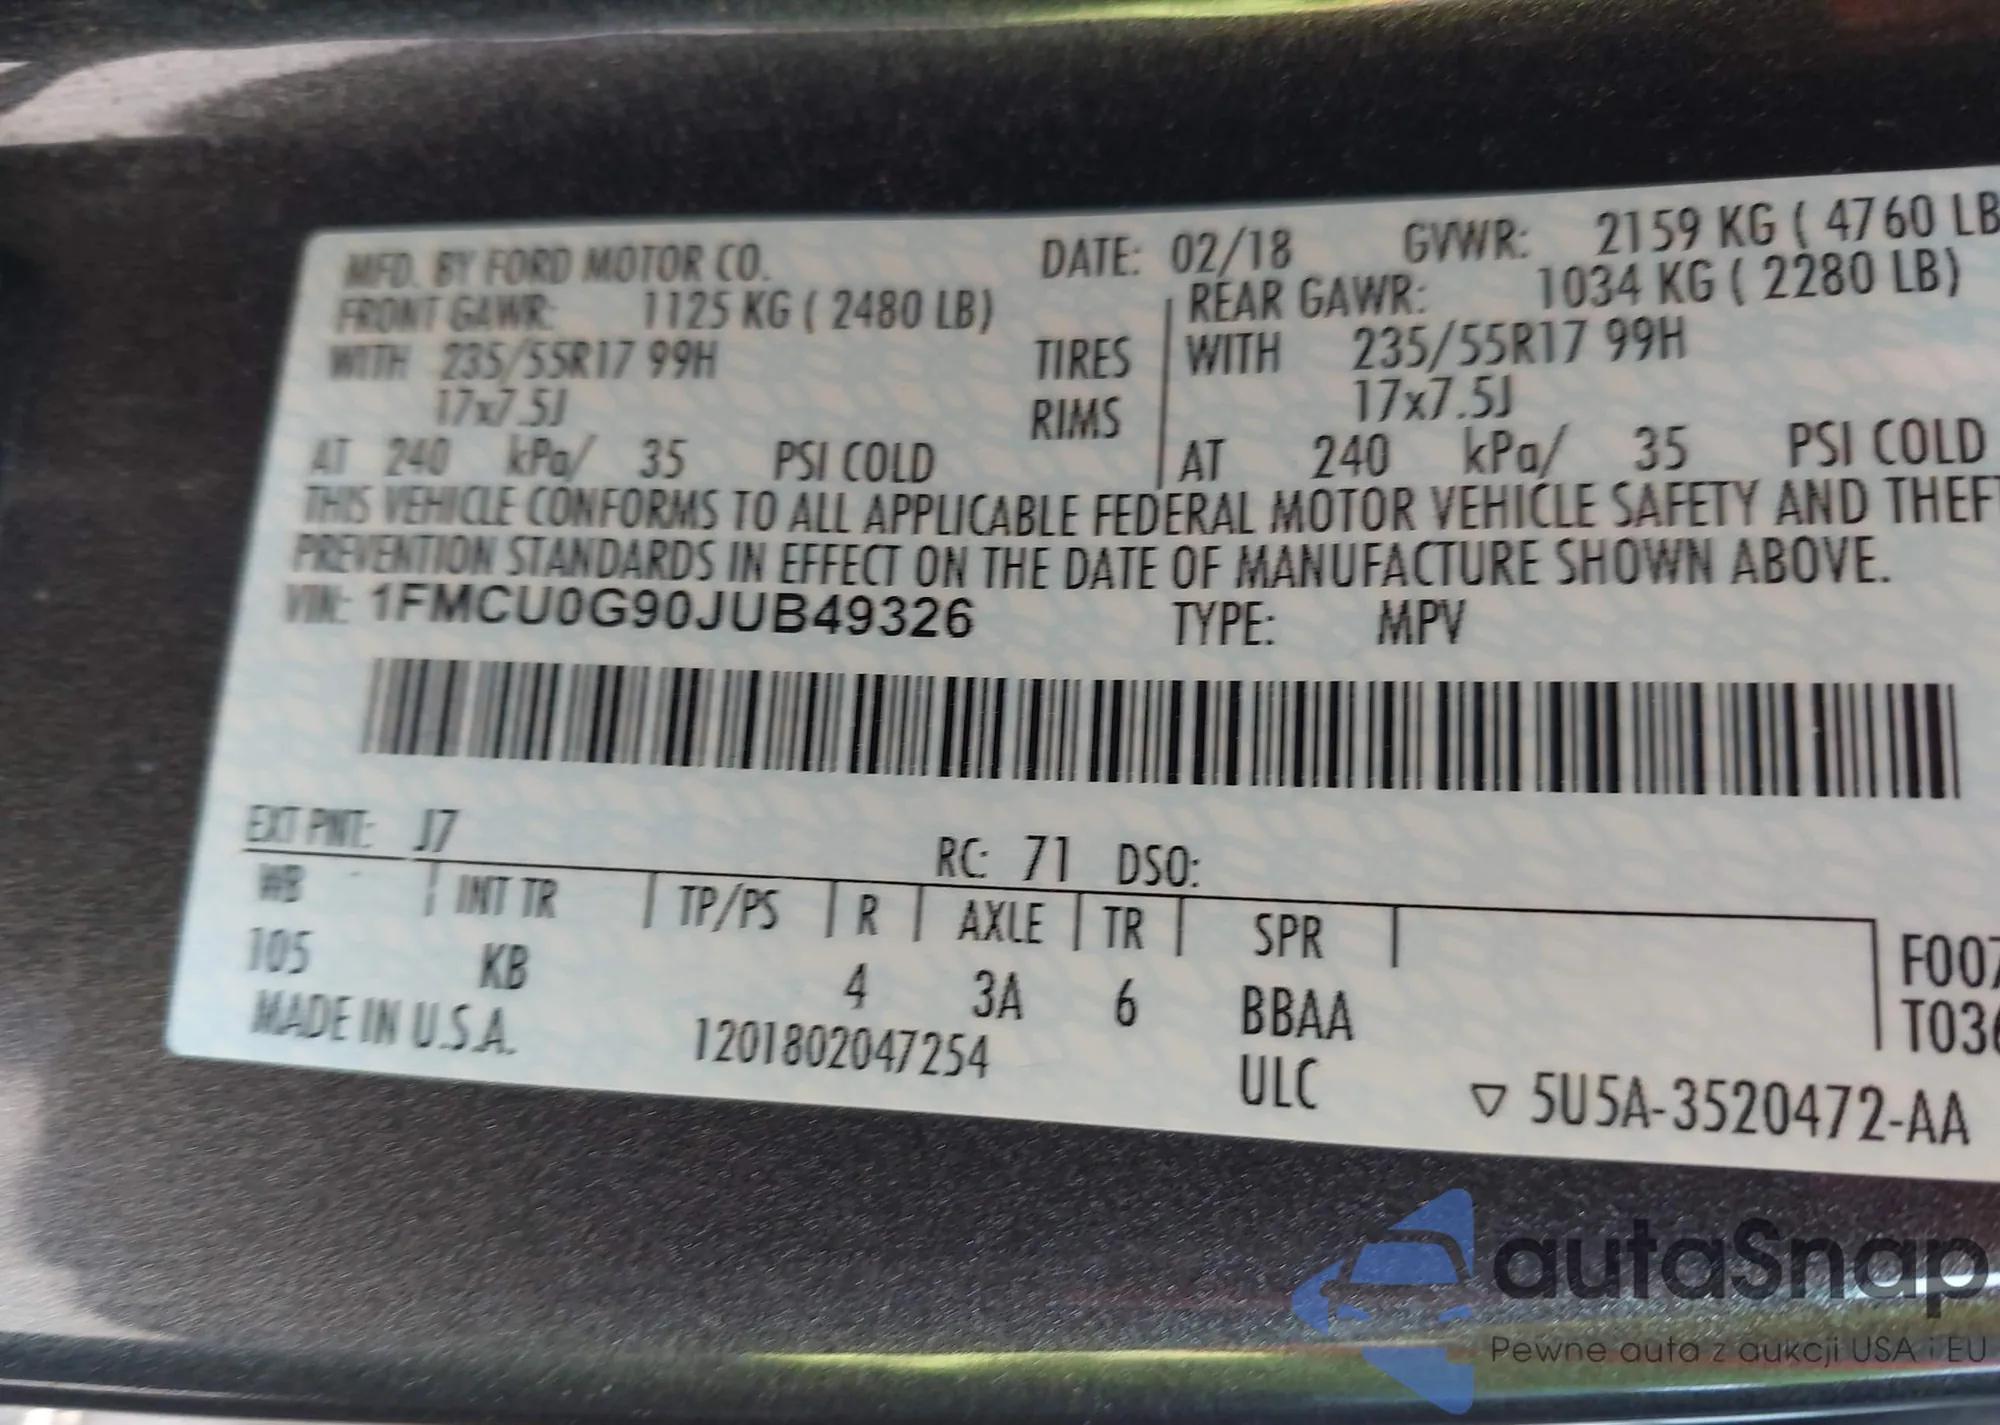 MFD. BY FORD MOTOR CO. DATE: 02/18 GVWR: 2159 KG ( 4760 LB
FRONT GAWR: 1125 KG ( 2480 LB) REAR GAWR: 1034 KG ( 2280 LB)
WITH 235/55R17 99H TIRES WITH 235/55R17 99H
17x7.5J RIMS 17x7.5J
AT 240 kPa/ 35 PSI COLD AT 240 kPa/ 35 PSI COLD
THIS VEHICLE CONFORMS TO ALL APPLICABLE FEDERAL MOTOR VEHICLE SAFETY AND THEFT
PREVENTION STANDARDS IN EFFECT ON THE DATE OF MANUFACTURE SHOWN ABOVE.
VIN: 1FMCU0G90JUB49326 TYPE: MPV
EXT PNT: J7 RC: 71 DSO:
WB INT TR TP/PS R AXLE TR SPR
105 KB 4 3A 6 BBAA
F007
T036
MADE IN U.S.A. 1201802047254 ULC
▽ 5U5A-3520472-AA
autaSnap
Pewne auta z aukcji USA i EU